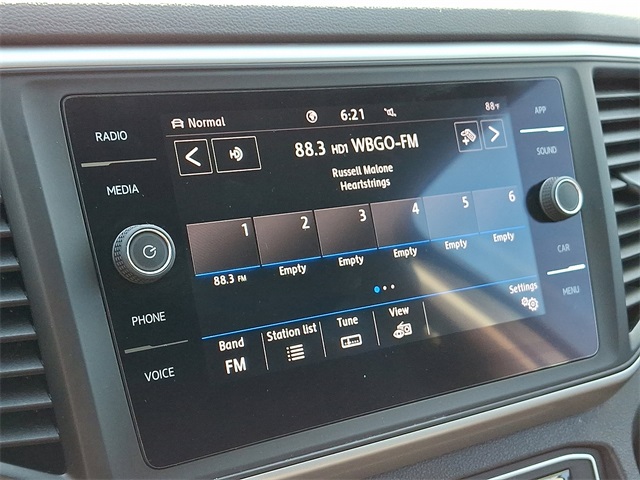 Normal 6:21 88°F
88.3 HD1 WBGO-FM
Russell Malone
Heartstrings
1 2 3 4 5 6
88.3 FM Empty Empty Empty Empty Empty
Band Station list Tune View Settings
FM
RADIO
MEDIA
PHONE
VOICE
APP
SOUND
CAR
MENU